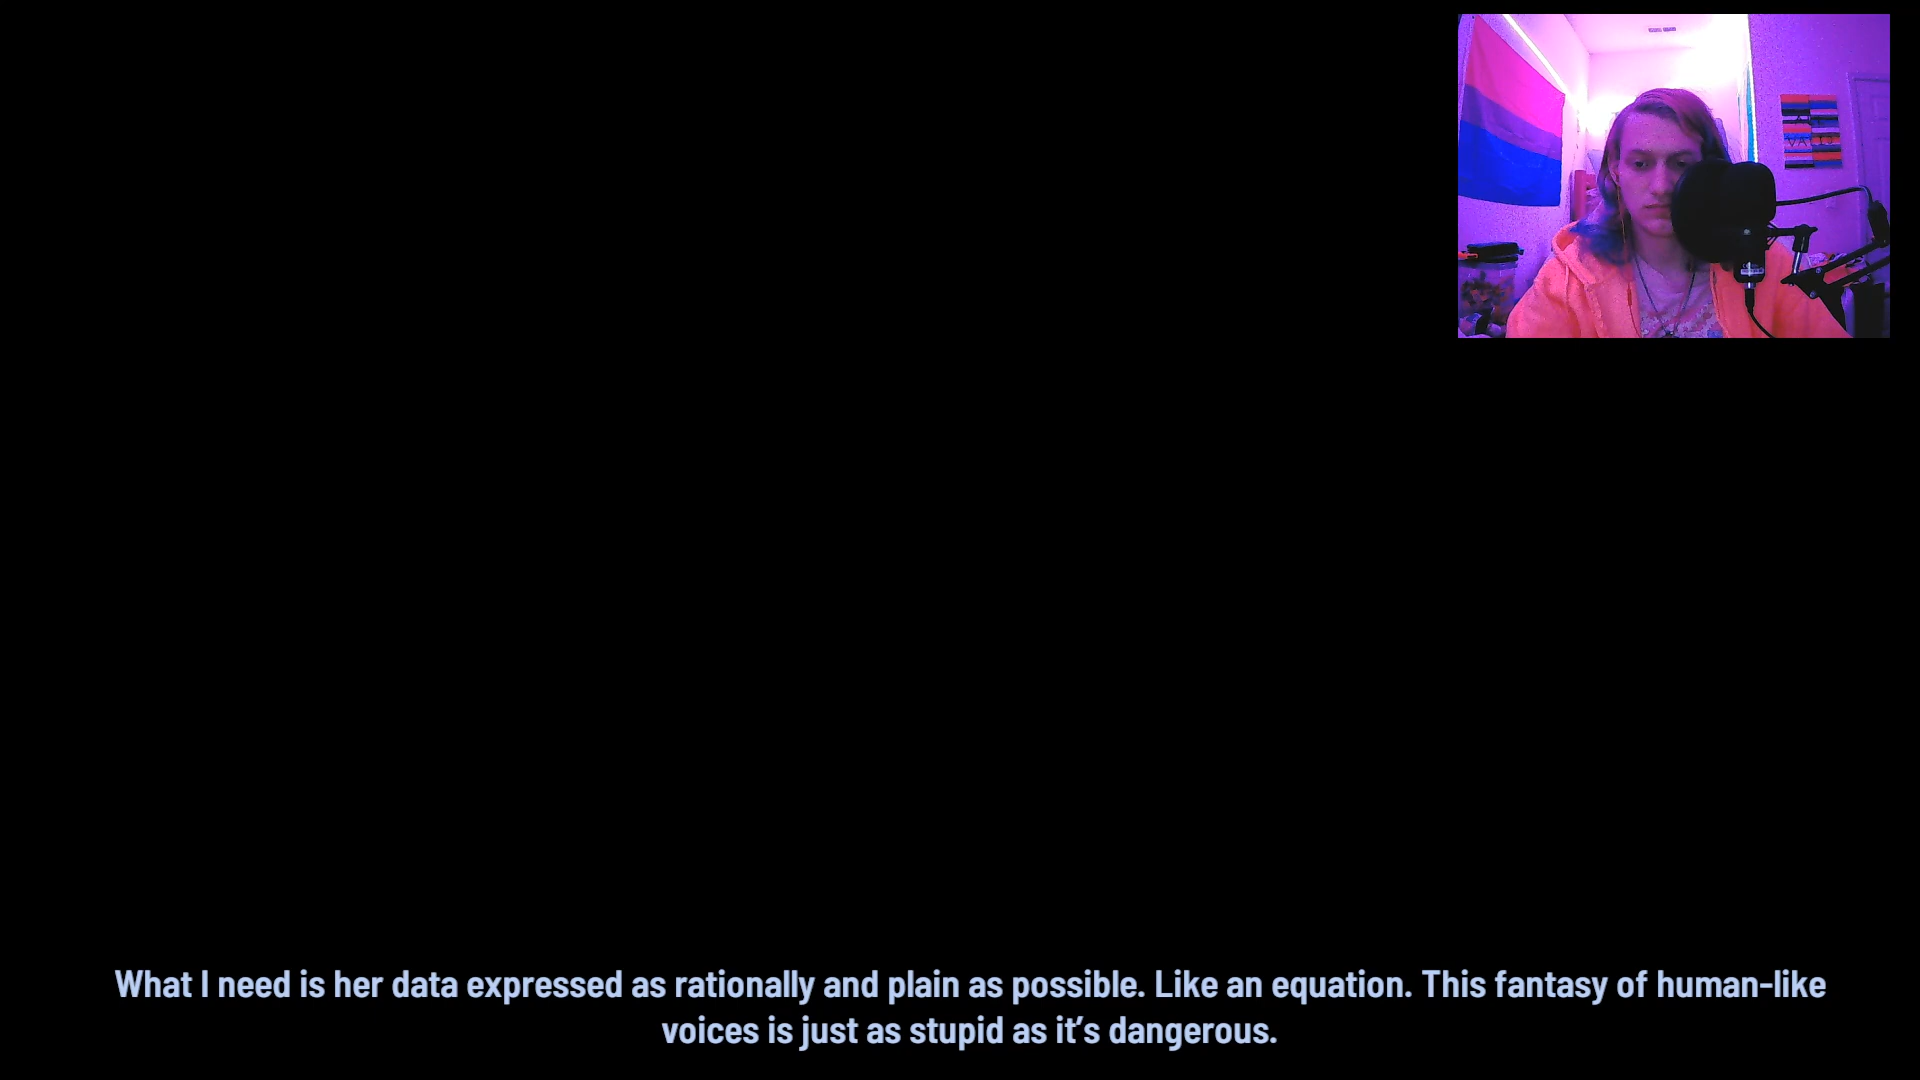 What I need is her data expressed as rationally and plain as possible. Like an equation. This fantasy of human-like
voices is just as stupid as it's dangerous.